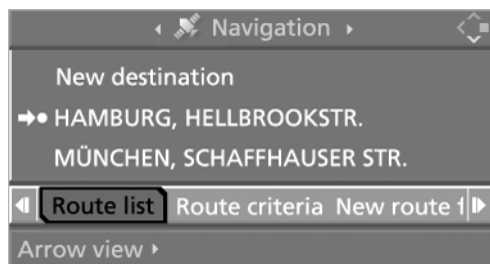 Navigation
New destination
HAMBURG, HELLBROOKSTR.
MÜNCHEN, SCHAFFHAUSER STR.
Route list Route criteria New route
Arrow view